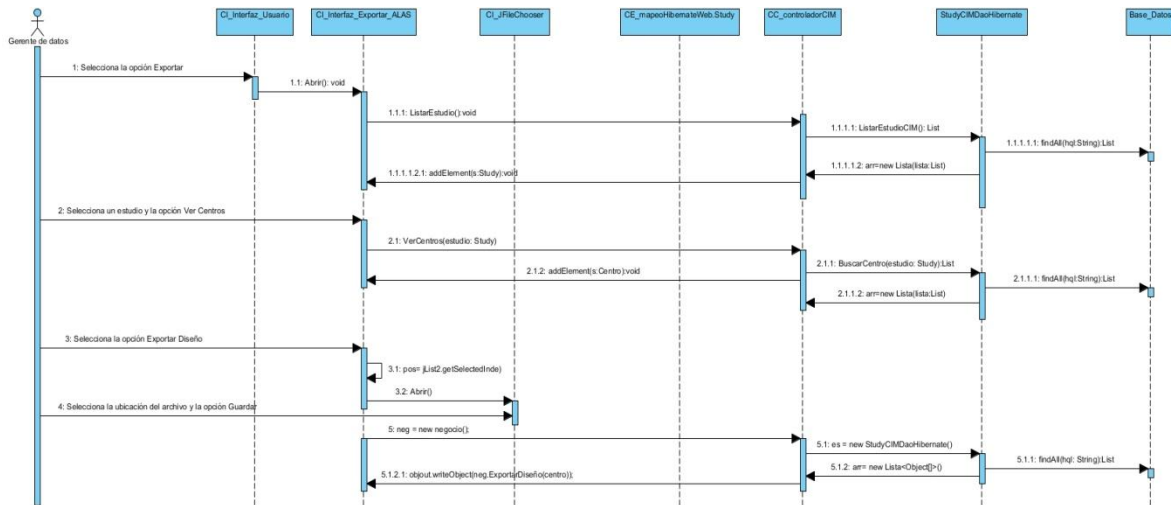 CI_Interfaz_Usuario
CI_Interfaz_Exportar_ALAS
CI_JFileChooser
CE_mapeoHibernateWeb.Study
CC_controladorCIM
StudyCIMDaoHibernate
Base_Datos
Gerente de datos
1: Selecciona la opción Exportar
1.1: Abrir(): void
1.1.1: ListarEstudio():void
1.1.1.1: ListarEstudioCIM(): List
1.1.1.1.1: findAll(hql:String):List
1.1.1.1.2: arr=new Lista(lista:List)
1.1.1.1.2.1: addElement(s:Study):void
2: Selecciona un estudio y la opción Ver Centros
2.1: VerCentros(estudio: Study)
2.1.1: BuscarCentro(estudio: Study):List
2.1.2: addElement(s:Centro):void
2.1.1.1: findAll(hql:String):List
2.1.1.2: arr=new Lista(lista:List)
3: Selecciona la opción Exportar Diseño
3.1: pos= jList2.getSelectedInde)
3.2: Abrir()
4: Selecciona la ubicación del archivo y la opción Guardar
5: neg = new negocio();
5.1: es = new StudyCIMDaoHibernate()
5.1.1: findAll(hql: String):List
5.1.2: arr= new Lista<Object[]>()
5.1.2.1: objout.writeObject(neg.ExportarDiseño(centro));